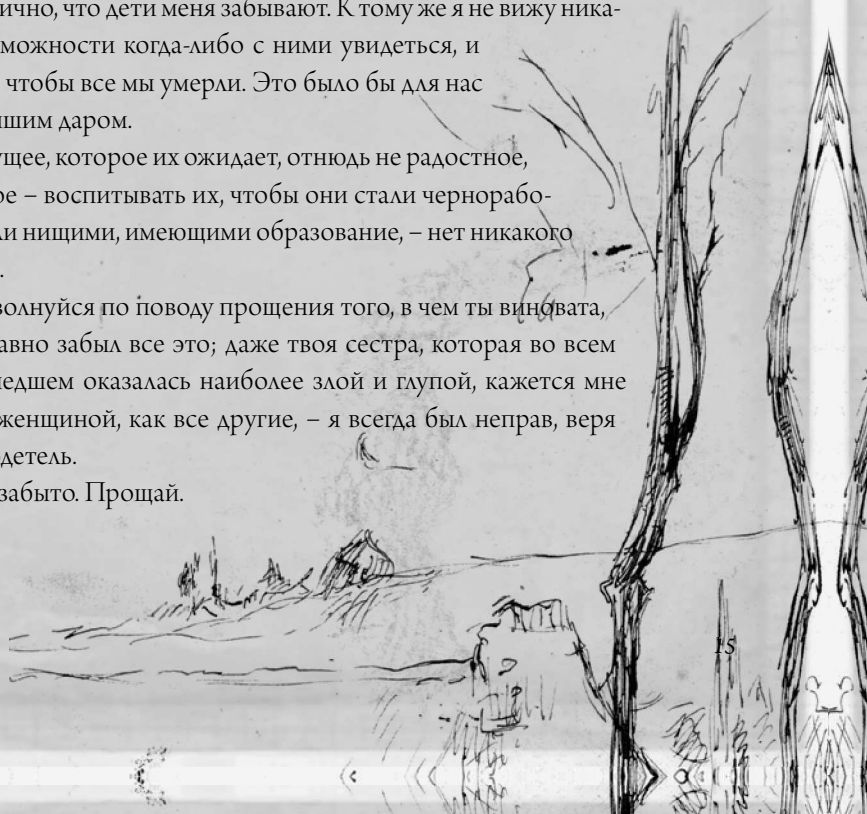 ично, что дети меня забывают. К тому же я не вижу ника-
можности когда-либо с ними увидеться, и
чтобы все мы умерли. Это было бы для нас
шим даром.
ущее, которое их ожидает, отнюдь не радостное,
ре – воспитывать их, чтобы они стали чернорабо-
ли нищими, имеющими образование, – нет никакого
.
волнуйся по поводу прощения того, в чем ты виновата,
авно забыл все это; даже твоя сестра, которая во всем
шедшем оказалась наиболее злой и глупой, кажется мне
женщиной, как все другие, – я всегда был неправ, веря
детель.
забыто. Прощай.
15